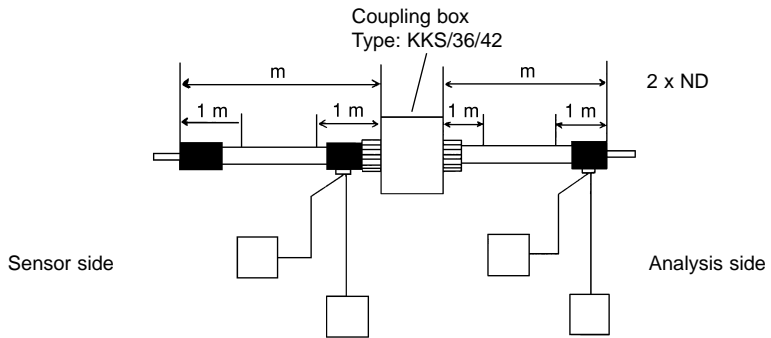 Coupling box
Type: KKS/36/42
m
m
2 x ND
1 m
1 m
1 m
1 m
Sensor side
Analysis side